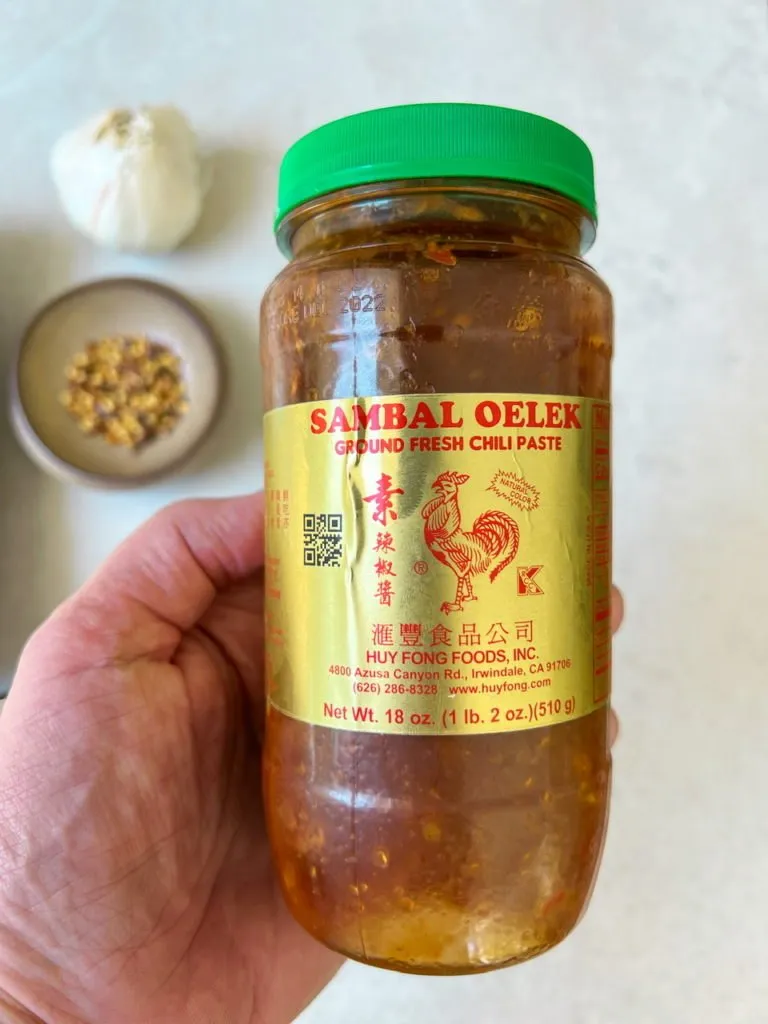 2022
SAMBAL OELEK
GROUND FRESH CHILI PASTE
NATURAL
COLOR
素
辣
椒
醬
®
K
滙豐食品公司
HUY FONG FOODS, INC.
4800 Azusa Canyon Rd., Irwindale, CA 91706
(626) 286-8328 www.huyfong.com
Net Wt. 18 oz. (1 lb. 2 oz.)(510 g)